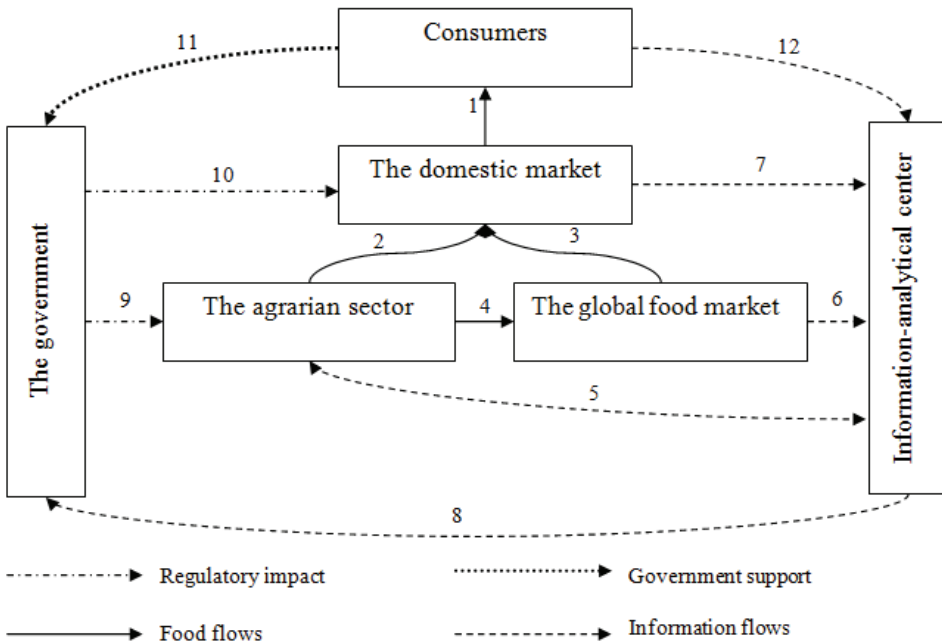 11
Consumers
12
1
10
The domestic market
7
2
3
The government
9
The agrarian sector
4
The global food market
6
Information-analytical center
5
8
Regulatory impact
Government support
Food flows
Information flows